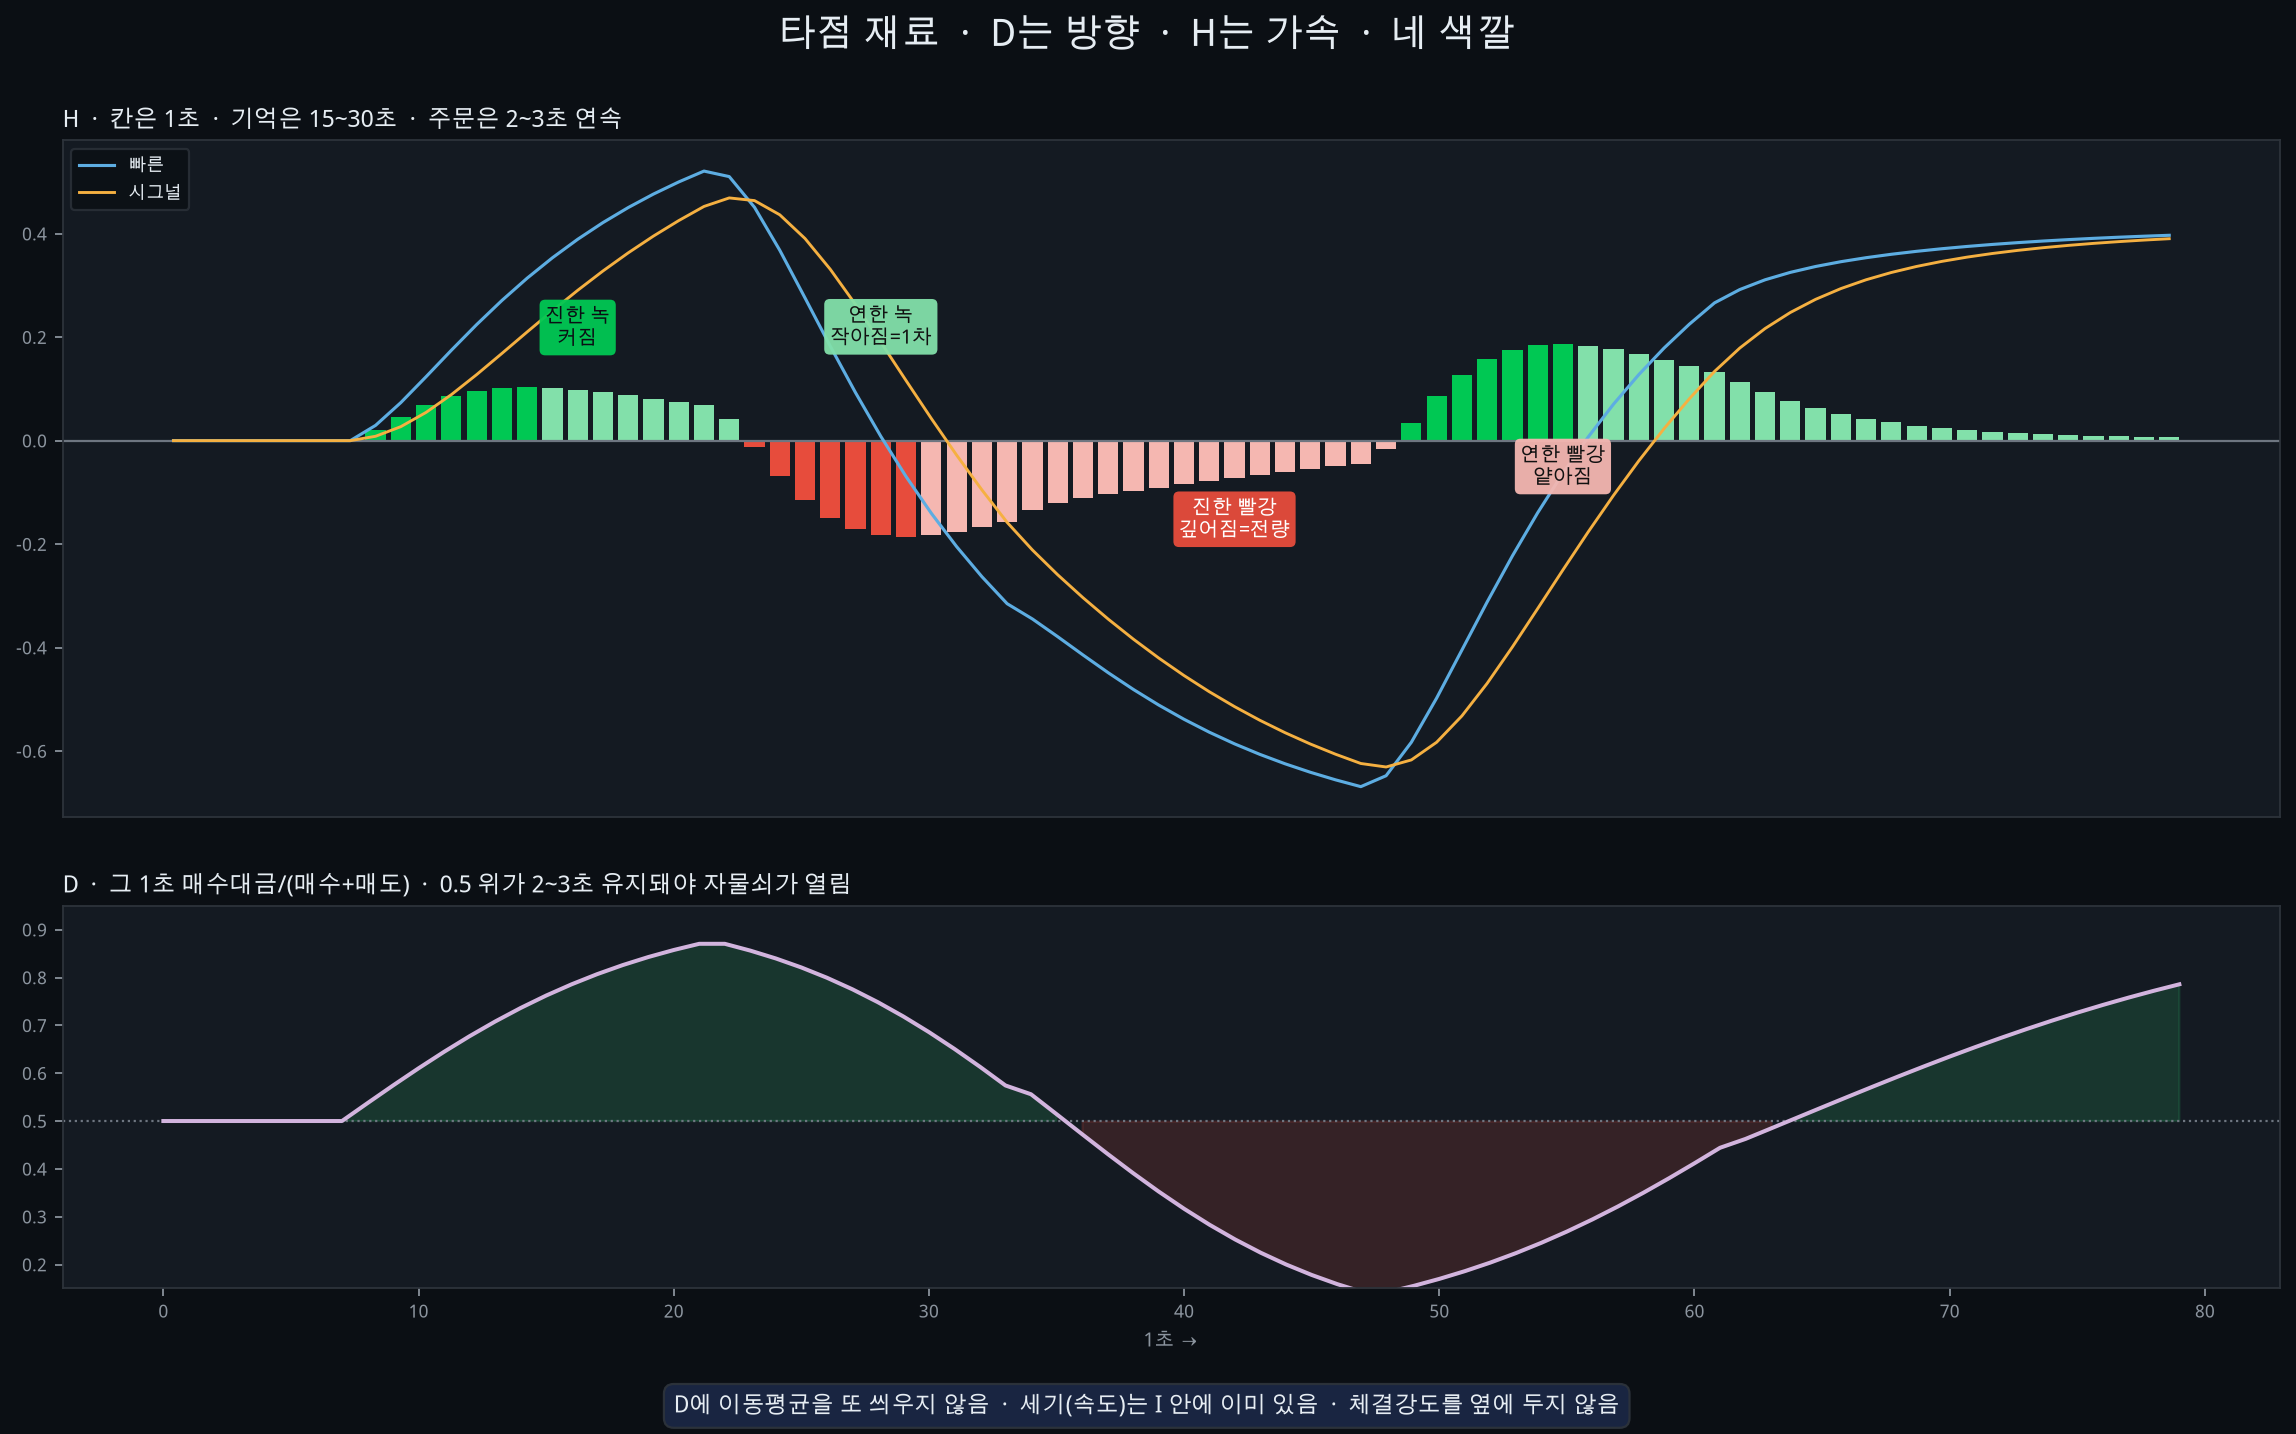 타점 재료 · D는 방향 · H는 가속 · 네 색깔
H · 칸은 1초 · 기억은 15~30초 · 주문은 2~3초 연속
빠른
시그널
0.4
0.2
0.0
-0.2
-0.4
-0.6
진한 녹
커짐
연한 녹
작아짐=1차
진한 빨강
깊어짐=전량
연한 빨강
얕아짐
D · 그 1초 매수대금/(매수+매도) · 0.5 위가 2~3초 유지돼야 자물쇠가 열림
0.9
0.8
0.7
0.6
0.5
0.4
0.3
0.2
0 10 20 30 40 50 60 70 80
1초 →
D에 이동평균을 또 씌우지 않음 · 세기(속도)는 I 안에 이미 있음 · 체결강도를 옆에 두지 않음